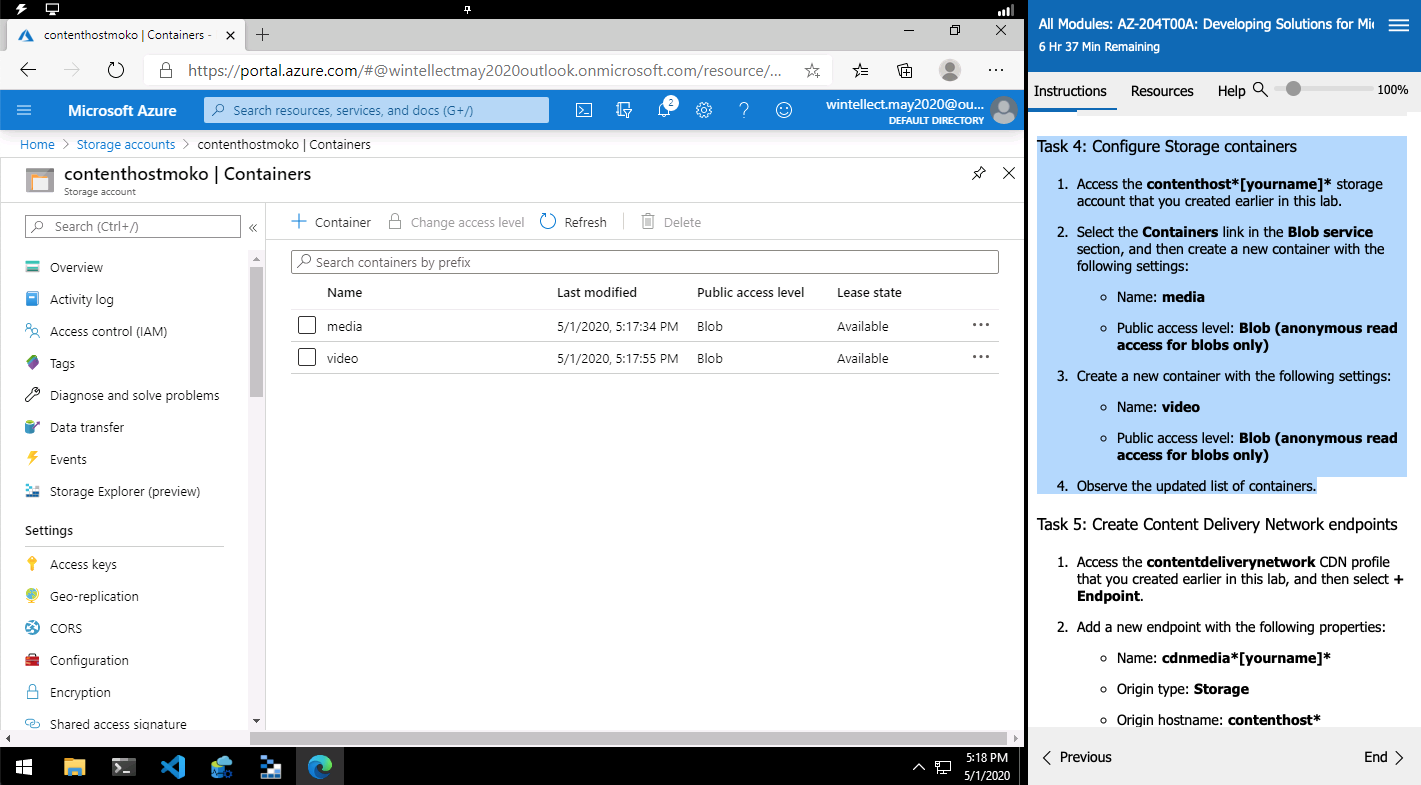 contenthostmoko | Containers -
https://portal.azure.com/#@wintellectmay2020outlook.onmicrosoft.com/resource/...
Microsoft Azure
Search resources, services, and docs (G+/)
2
wintellect.may2020@ou...
DEFAULT DIRECTORY
Home > Storage accounts > contenthostmoko | Containers
contenthostmoko | Containers
Storage account
Search (Ctrl+/)
«
Overview
Activity log
Access control (IAM)
Tags
Diagnose and solve problems
Data transfer
Events
Storage Explorer (preview)
Settings
Access keys
Geo-replication
CORS
Configuration
Encryption
Shared access signature
+ Container Change access level Refresh Delete
Search containers by prefix
Name Last modified Public access level Lease state
media 5/1/2020, 5:17:34 PM Blob Available ...
video 5/1/2020, 5:17:55 PM Blob Available ...
5:18 PM
5/1/2020
All Modules: AZ-204T00A: Developing Solutions for Mi
6 Hr 37 Min Remaining
Instructions Resources Help 100%
Task 4: Configure Storage containers
1. Access the contenthost*[yourname]* storage
account that you created earlier in this lab.
2. Select the Containers link in the Blob service
section, and then create a new container with the
following settings:
Name: media
Public access level: Blob (anonymous read
access for blobs only)
3. Create a new container with the following settings:
Name: video
Public access level: Blob (anonymous read
access for blobs only)
4. Observe the updated list of containers.
Task 5: Create Content Delivery Network endpoints
1. Access the contentdeliverynetwork CDN profile
that you created earlier in this lab, and then select +
Endpoint.
2. Add a new endpoint with the following properties:
Name: cdnmedia*[yourname]*
Origin type: Storage
Origin hostname: contenthost*
Previous End